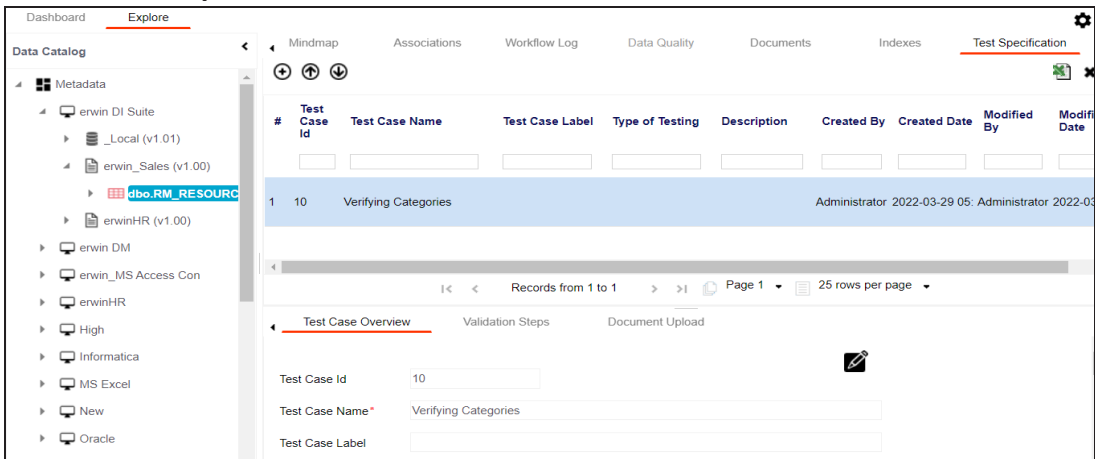 Dashboard Explore
Data Catalog
Mindmap Associations Workflow Log Data Quality Documents Indexes Test Specification
Metadata
erwin DI Suite
_Local (v1.01)
erwin_Sales (v1.00)
dbo.RM_RESOURC
erwinHR (v1.00)
erwin DM
erwin_MS Access Con
erwinHR
High
Informatica
MS Excel
New
Oracle
# Test Case Id Test Case Name Test Case Label Type of Testing Description Created By Created Date Modified By Modifi Date
1 10 Verifying Categories Administrator 2022-03-29 05: Administrator 2022-03
Records from 1 to 1 Page 1 25 rows per page
Test Case Overview Validation Steps Document Upload
Test Case Id 10
Test Case Name* Verifying Categories
Test Case Label